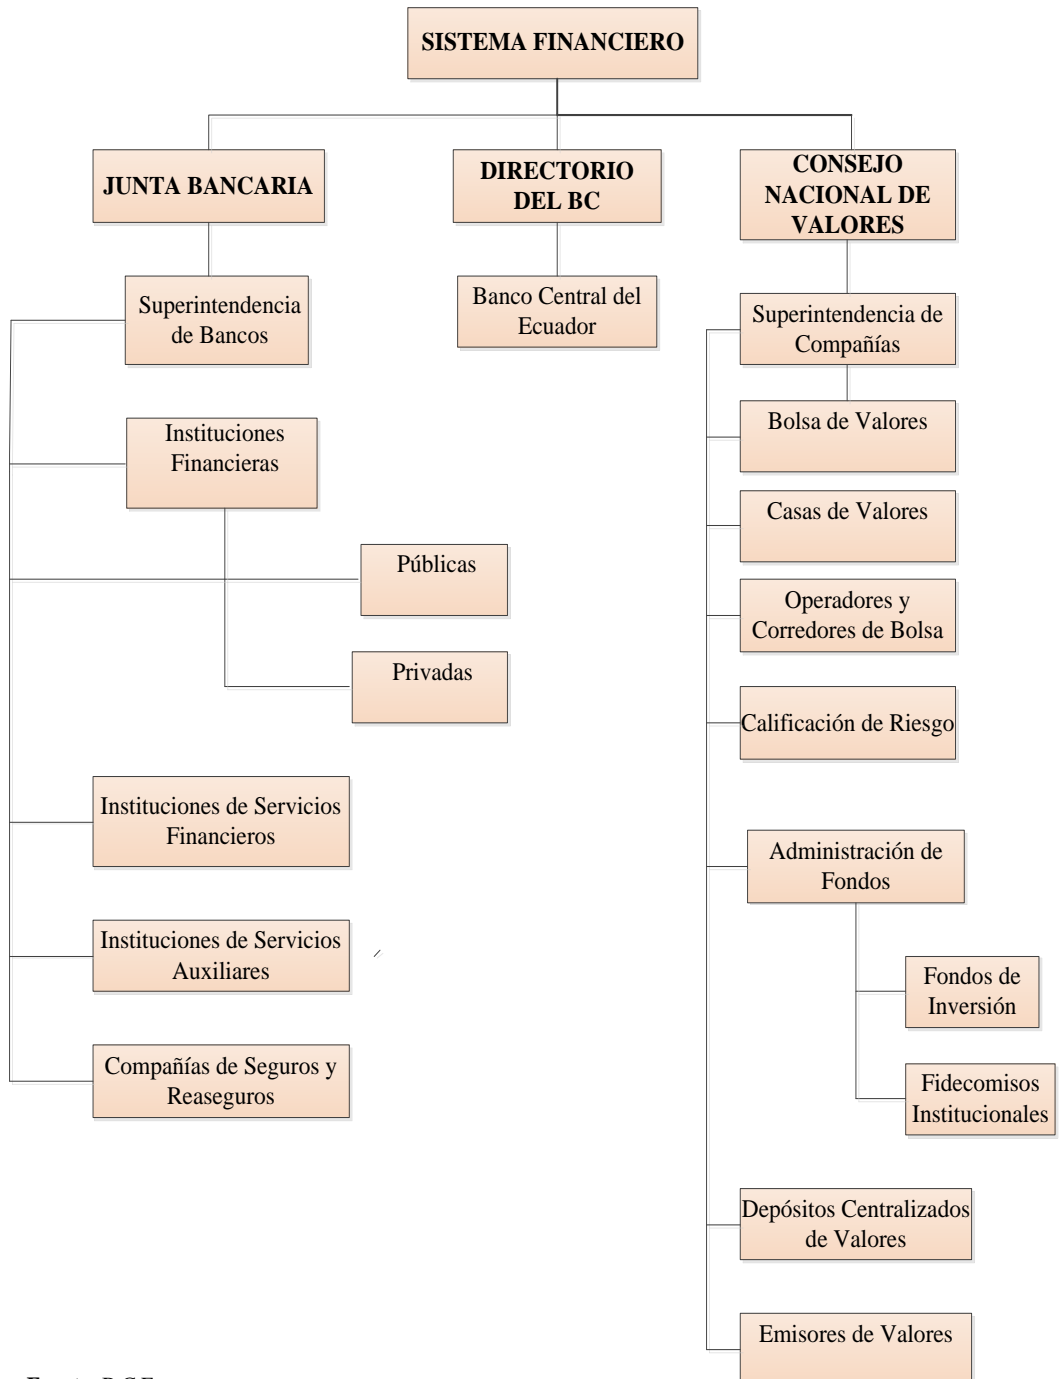 SISTEMA FINANCIERO
JUNTA BANCARIA
DIRECTORIO
DEL BC
CONSEJO
NACIONAL DE
VALORES
Superintendencia
de Bancos
Banco Central del
Ecuador
Superintendencia de
Compañías
Instituciones
Financieras
Bolsa de Valores
Casas de Valores
Públicas
Operadores y
Corredores de Bolsa
Privadas
Calificación de Riesgo
Instituciones de Servicios
Financieros
Administración de
Fondos
Instituciones de Servicios
Auxiliares
Fondos de
Inversión
Compañías de Seguros y
Reaseguros
Fidecomisos
Institucionales
Depósitos Centralizados
de Valores
Emisores de Valores